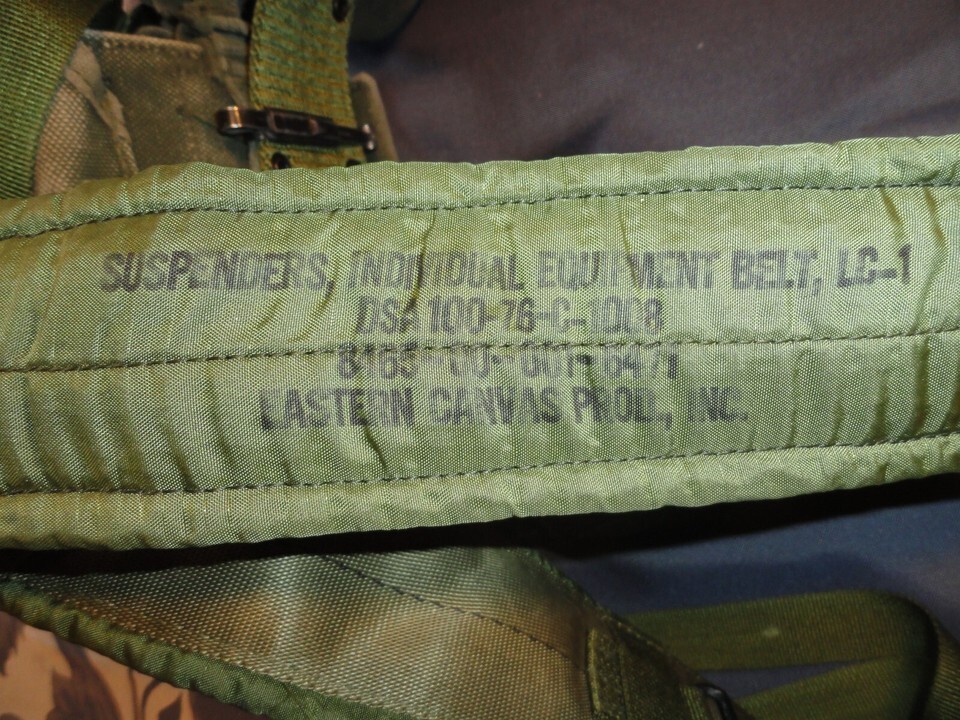 SUSPENDERS, INDIVIDUAL EQUIPMENT BELT, LC-1
DSA 100-76-C-1008
8465-00-001-6471
EASTERN CANVAS PROD., INC.